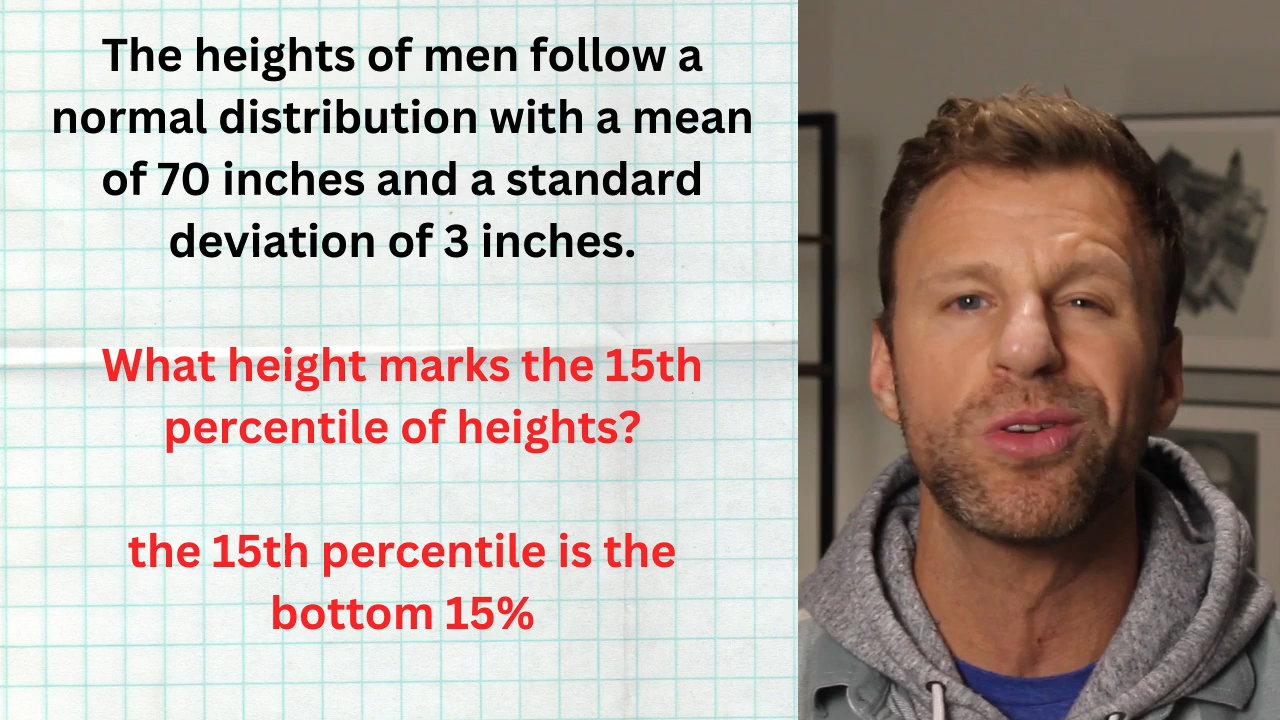 The heights of men follow a
normal distribution with a mean
of 70 inches and a standard
deviation of 3 inches.
What height marks the 15th
percentile of heights?
the 15th percentile is the
bottom 15%